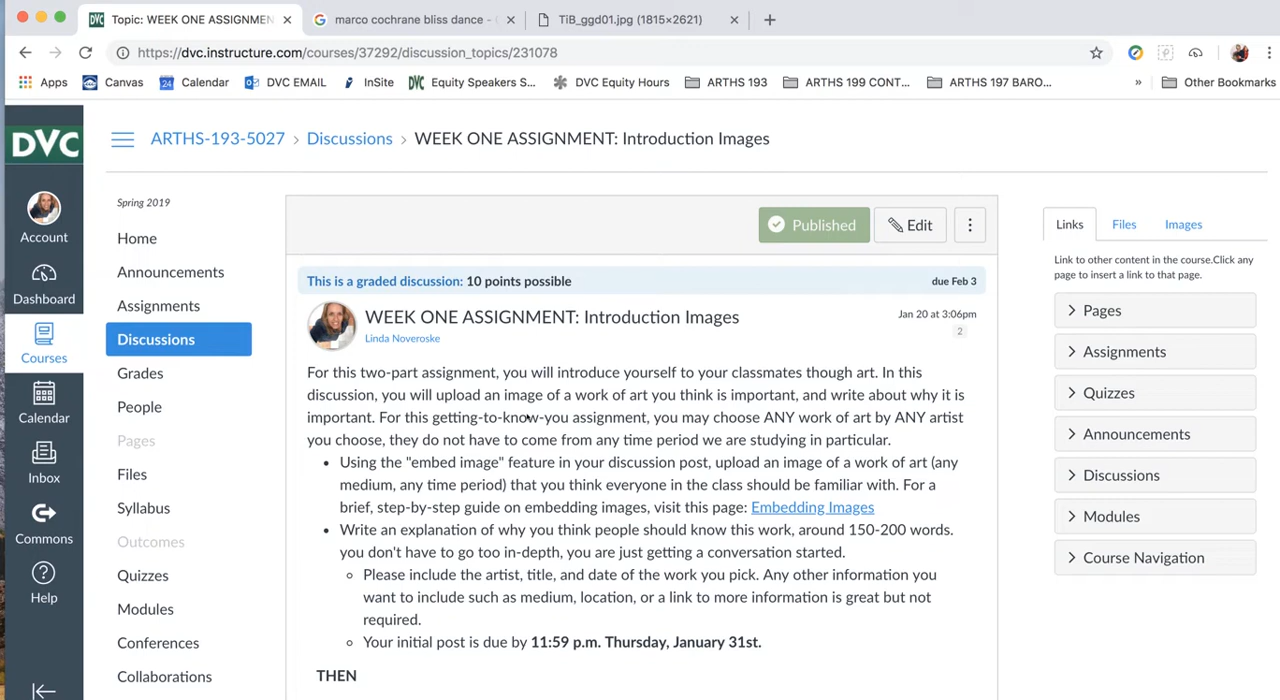 Topic: WEEK ONE ASSIGNMEN
marco cochrane bliss dance -
TiB_ggd01.jpg (1815×2621)
https://dvc.instructure.com/courses/37292/discussion_topics/231078
Apps
Canvas
24
Calendar
DVC EMAIL
InSite
DVC
Equity Speakers S...
DVC Equity Hours
ARTHS 193
ARTHS 199 CONT...
ARTHS 197 BARO...
»
Other Bookmarks
DVC
Account
Dashboard
Courses
Calendar
Inbox
Commons
Help
ARTHS-193-5027 › Discussions › WEEK ONE ASSIGNMENT: Introduction Images
Spring 2019
Home
Announcements
Assignments
Discussions
Grades
People
Pages
Files
Syllabus
Outcomes
Quizzes
Modules
Conferences
Collaborations
Published
Edit
This is a graded discussion: 10 points possible
due Feb 3
WEEK ONE ASSIGNMENT: Introduction Images
Linda Noveroske
Jan 20 at 3:06pm
2
For this two-part assignment, you will introduce yourself to your classmates though art. In this
discussion, you will upload an image of a work of art you think is important, and write about why it is
important. For this getting-to-know-you assignment, you may choose ANY work of art by ANY artist
you choose, they do not have to come from any time period we are studying in particular.
• Using the "embed image" feature in your discussion post, upload an image of a work of art (any
medium, any time period) that you think everyone in the class should be familiar with. For a
brief, step-by-step guide on embedding images, visit this page: Embedding Images
• Write an explanation of why you think people should know this work, around 150-200 words.
you don't have to go too in-depth, you are just getting a conversation started.
◦ Please include the artist, title, and date of the work you pick. Any other information you
want to include such as medium, location, or a link to more information is great but not
required.
◦ Your initial post is due by 11:59 p.m. Thursday, January 31st.
THEN
Links
Files
Images
Link to other content in the course.Click any
page to insert a link to that page.
Pages
Assignments
Quizzes
Announcements
Discussions
Modules
Course Navigation